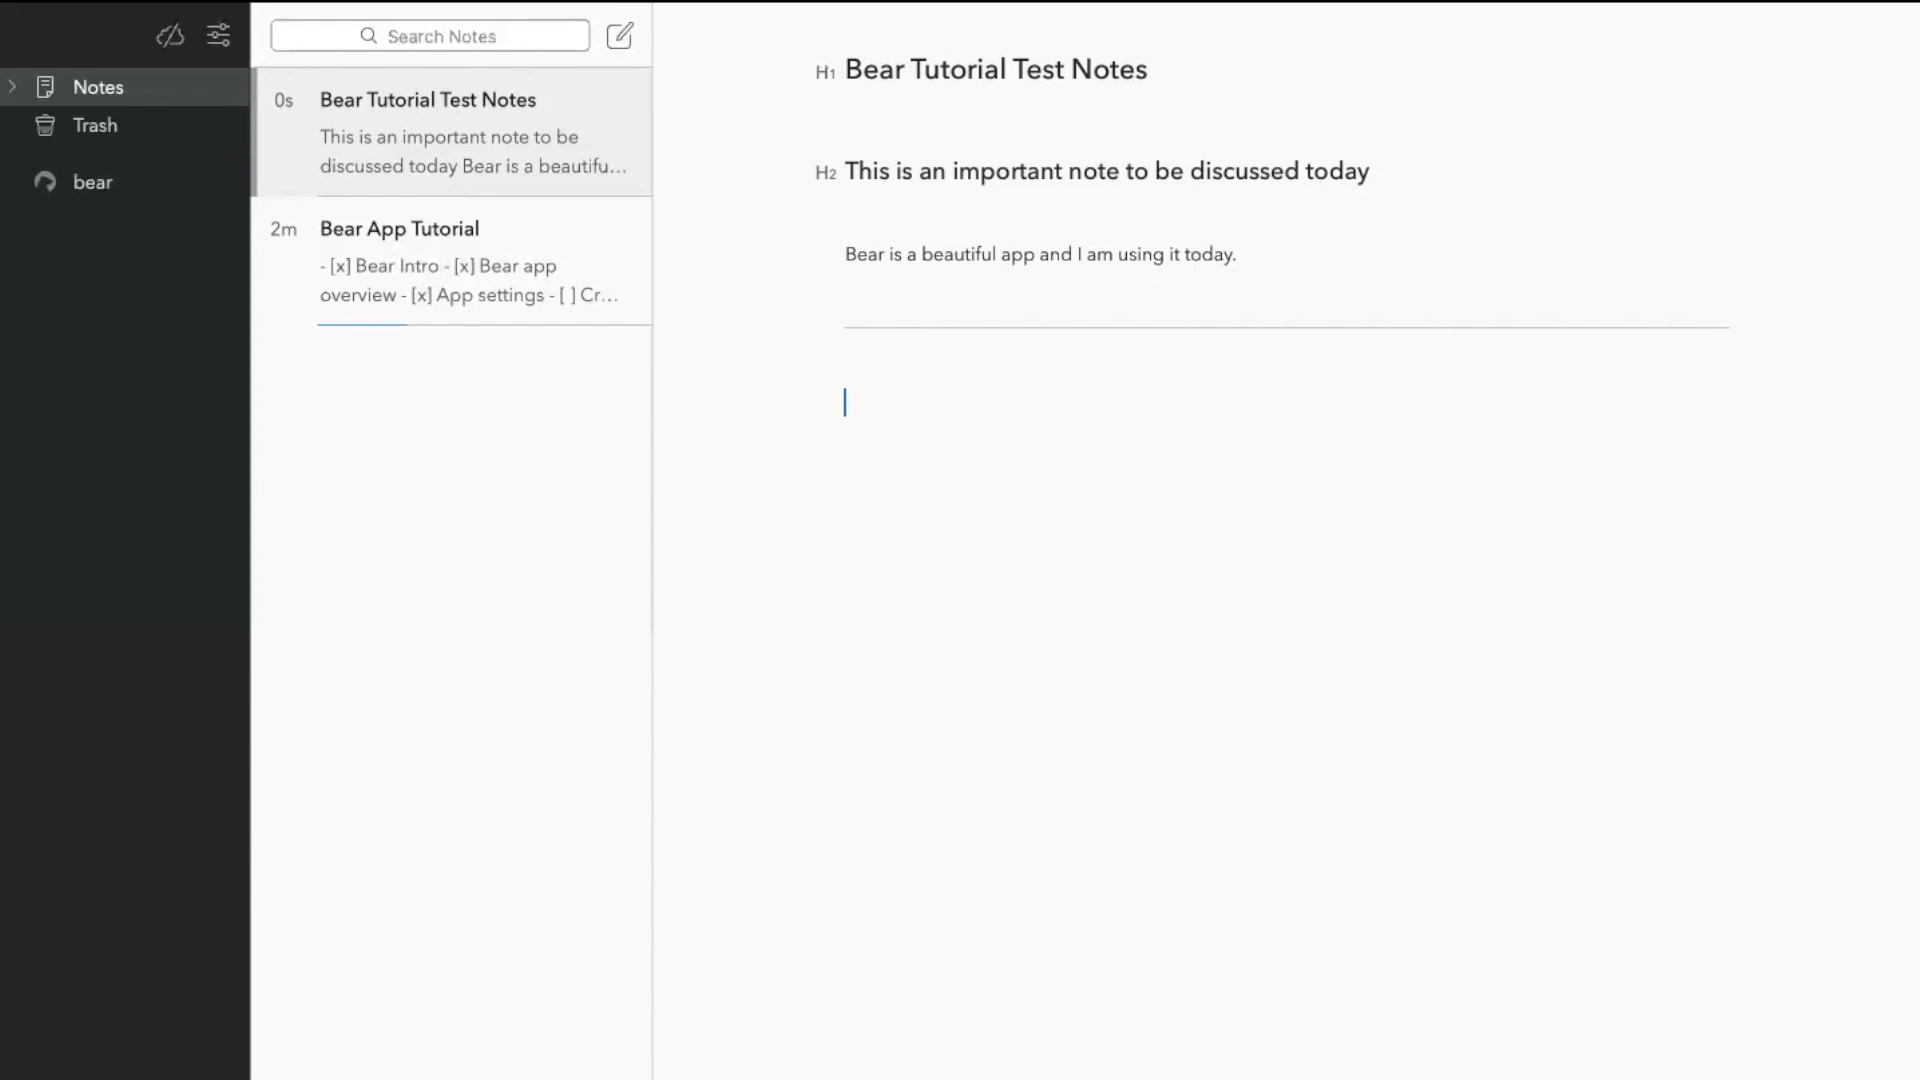 Notes
Trash
bear
Search Notes
0s
Bear Tutorial Test Notes
This is an important note to be
discussed today Bear is a beautifu...
2m
Bear App Tutorial
- [x] Bear Intro - [x] Bear app
overview - [x] App settings - [ ] Cr...
H1 Bear Tutorial Test Notes
H2 This is an important note to be discussed today
Bear is a beautiful app and I am using it today.